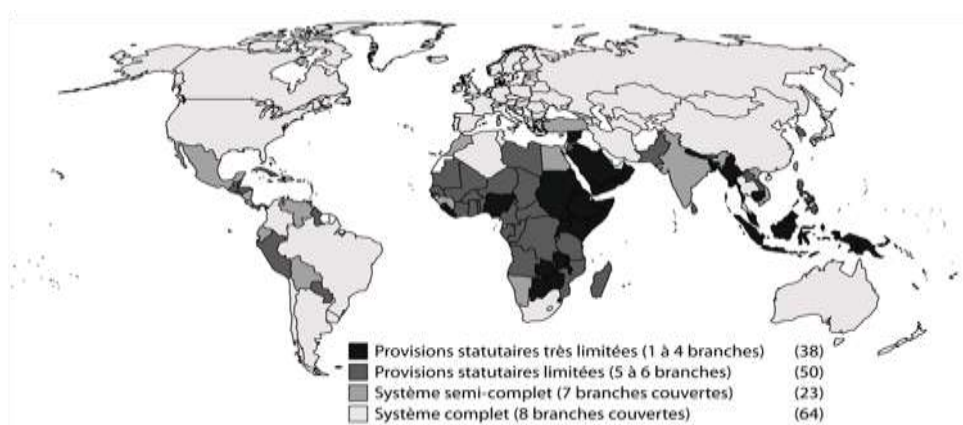 Provisions statutaires très limitées (1 à 4 branches) (38)
Provisions statutaires limitées (5 à 6 branches) (50)
Système semi-complet (7 branches couvertes) (23)
Système complet (8 branches couvertes) (64)